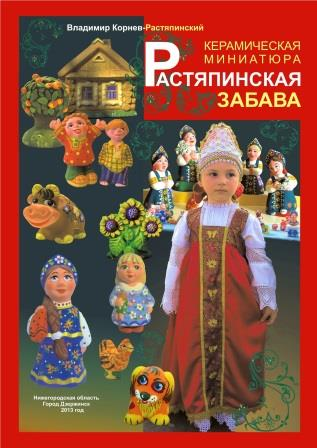 Владимир Корнев-Растяпинский
КЕРАМИЧЕСКАЯ
МИНИАТЮРА
РАСТЯПИНСКАЯ
ЗАБАВА
Нижегородская область
Город Дзержинск
2013 год